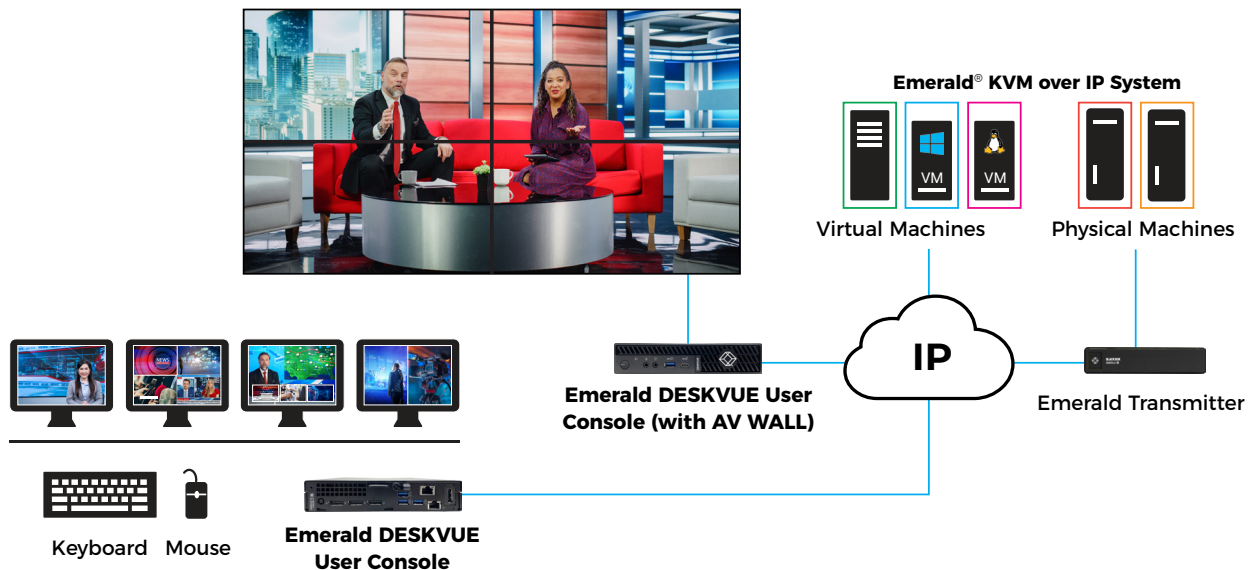 Emerald® KVM over IP System
VM
VM
Virtual Machines
Physical Machines
NEWS
IP
Emerald DESKVUE User
Console (with AV WALL)
Emerald Transmitter
Keyboard
Mouse
Emerald DESKVUE
User Console